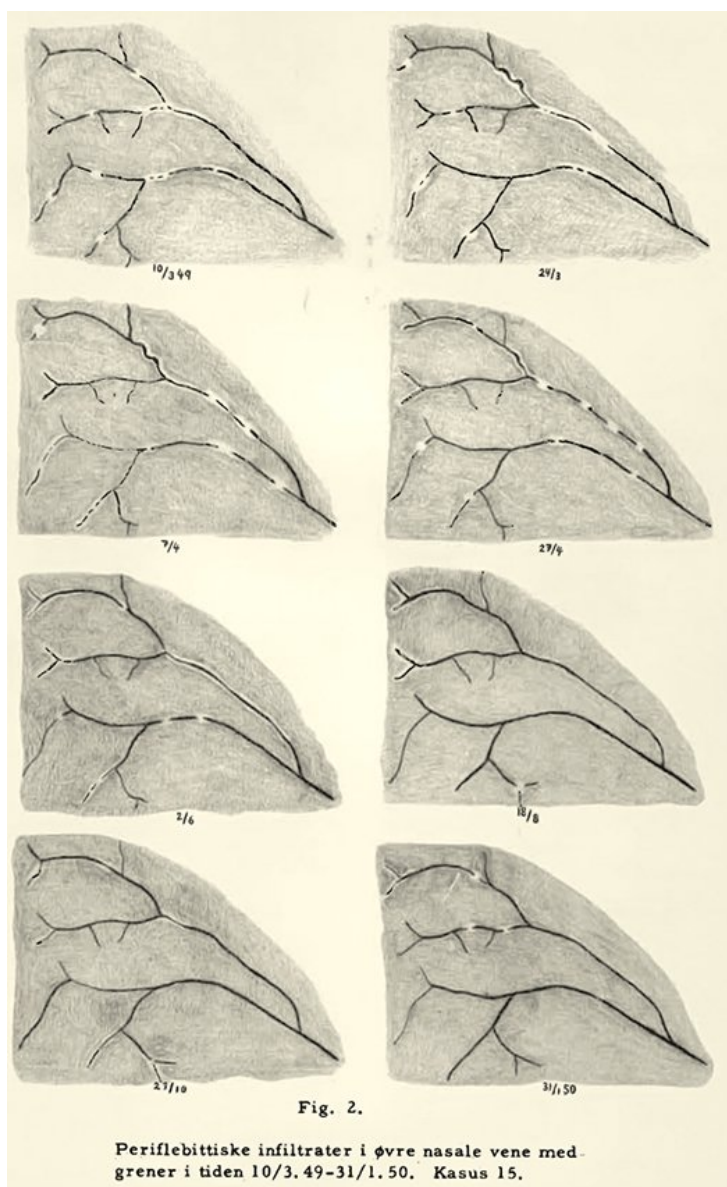 10/3 49
24/3
7/4
27/4
2/6
18/8
27/10
31/1 50
Fig. 2.
Periflebittiske infiltrater i øvre nasale vene med-
grener i tiden 10/3. 49-31/1. 50. Kasus 15.